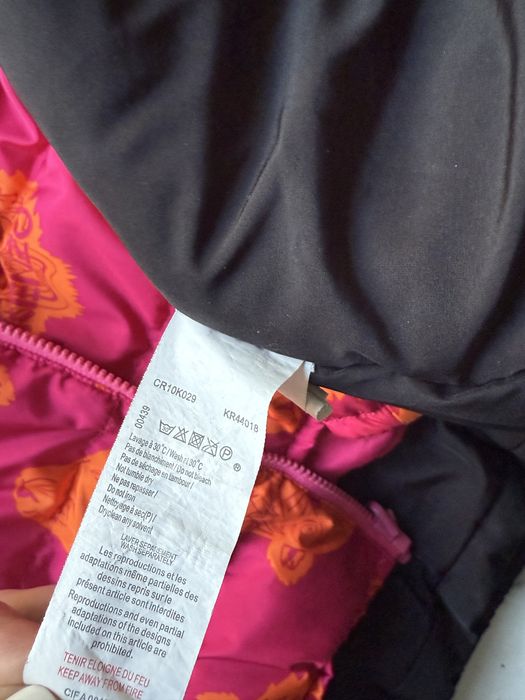 CR10K029
KR44018
00439
Lavage à 30°C / Wash at 30°C
Pas de blanchiment / Do not bleach
Pas de séchage en tambour /
Not tumble dry
Ne pas repasser /
Do not iron
Nettoyage à sec(P) /
Dryclean any solvent
LAVER SEPAREMENT
WASH SEPARATELY
Les reproductions et les
adaptations même partielles des
dessins repris sur le
présent article sont interdites
Reproductions and even partial
adaptations of the designs
included on this article are
prohibited
TENIR ELOIGNE DU FEU
KEEP AWAY FROM FIRE
CIFA